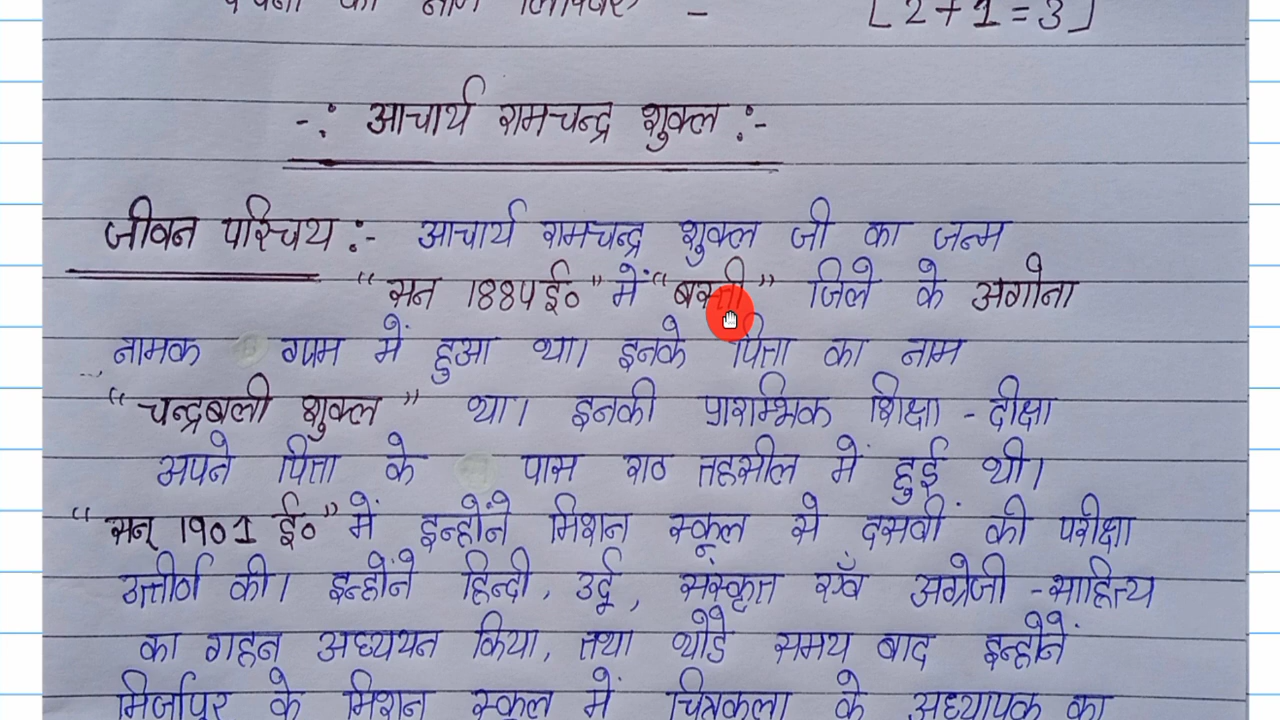 का नाम लिखिए - [2+1=3]
-: आचार्य रामचन्द्र शुक्ल :-
जीवन परिचय :- आचार्य रामचन्द्र शुक्ल जी का जन्म
“सन 1884ई०” में “बस्ती” जिले के अगोना
नामक ग्राम में हुआ था। इनके पिता का नाम
“चन्द्रबली शुक्ल” था। इनकी प्रारम्भिक शिक्षा - दीक्षा
अपने पिता के पास राठ तहसील में हुई थी।
“सन् 1901 ई०” में इन्होंने मिशन स्कूल से दसवीं की परीक्षा
उत्तीर्ण की। इन्होंने हिन्दी, उर्दू, संस्कृत एवँ अंग्रेजी -साहित्य
का गहन अध्ययन किया, तथा थोडे समय बाद इन्होंनें
मिर्जापुर के मिशन स्कूल में चित्रकला के अध्यापक का